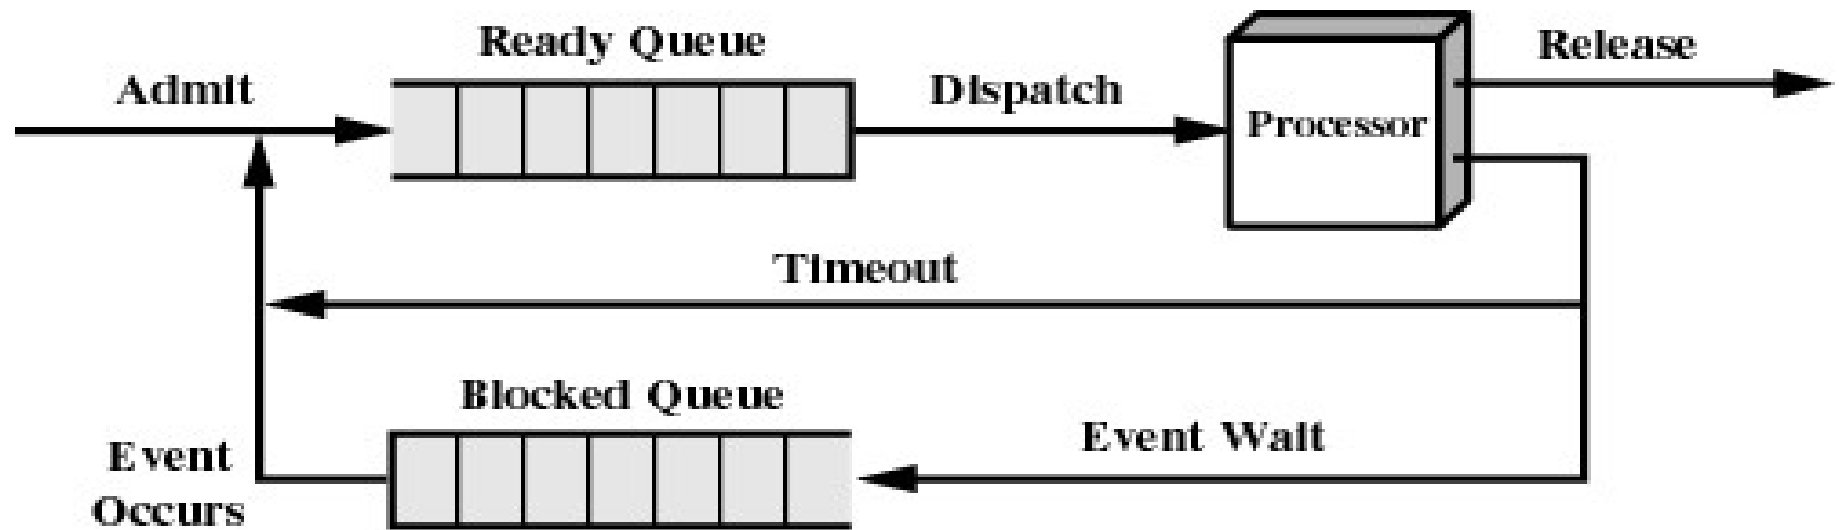 Ready Queue
Release
Admit
Dispatch
Processor
Timeout
Blocked Queue
Event Wait
Event
Occurs